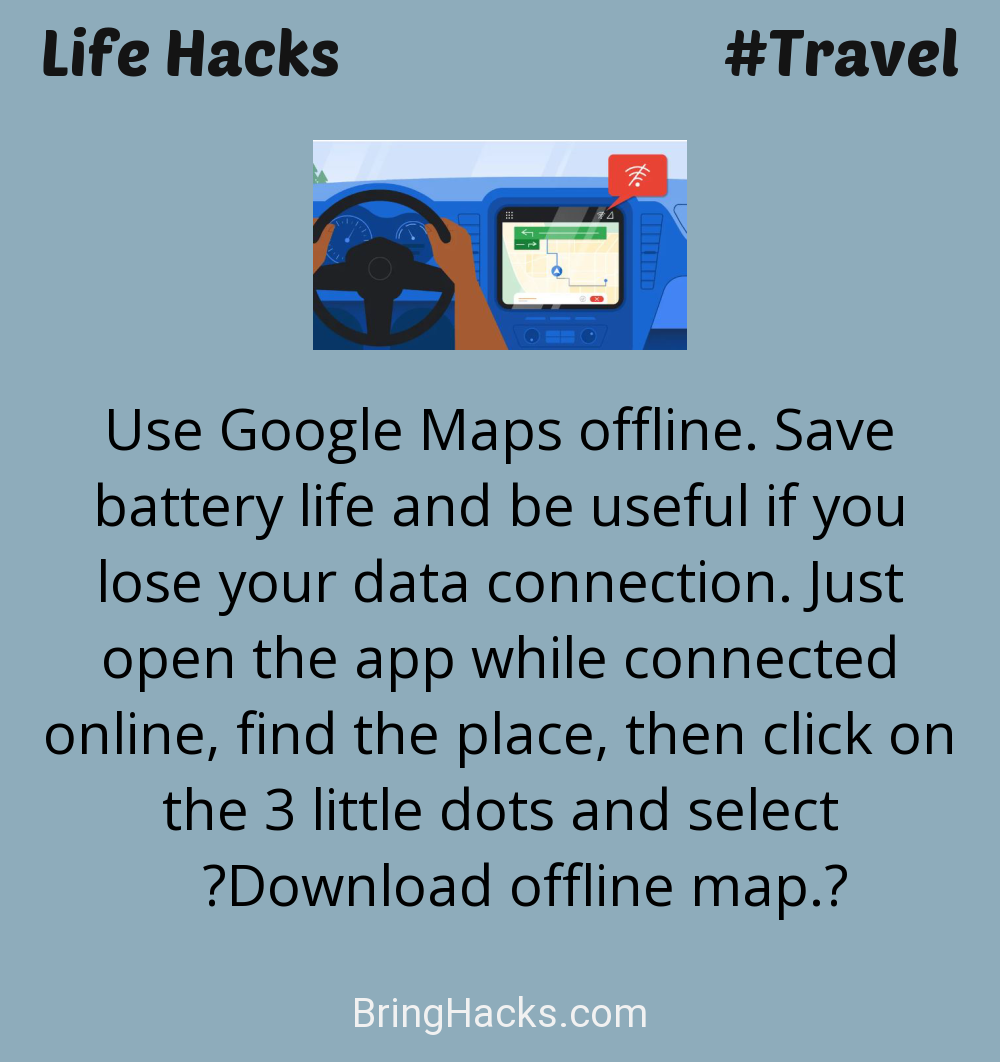 Life Hacks
#Travel
Use Google Maps offline. Save
battery life and be useful if you
lose your data connection. Just
open the app while connected
online, find the place, then click on
the 3 little dots and select
?Download offline map.?
BringHacks.com